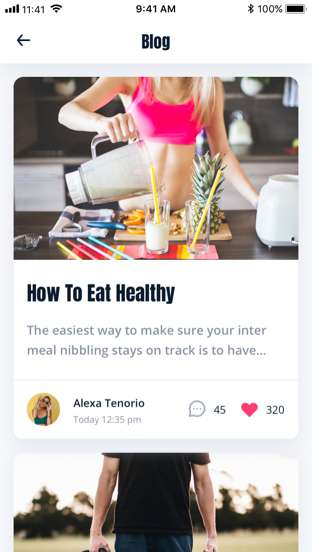 11:41
9:41 AM
100%
Blog
How To Eat Healthy
The easiest way to make sure your inter
meal nibbling stays on track is to have...
Alexa Tenorio
Today 12:35 pm
45
320